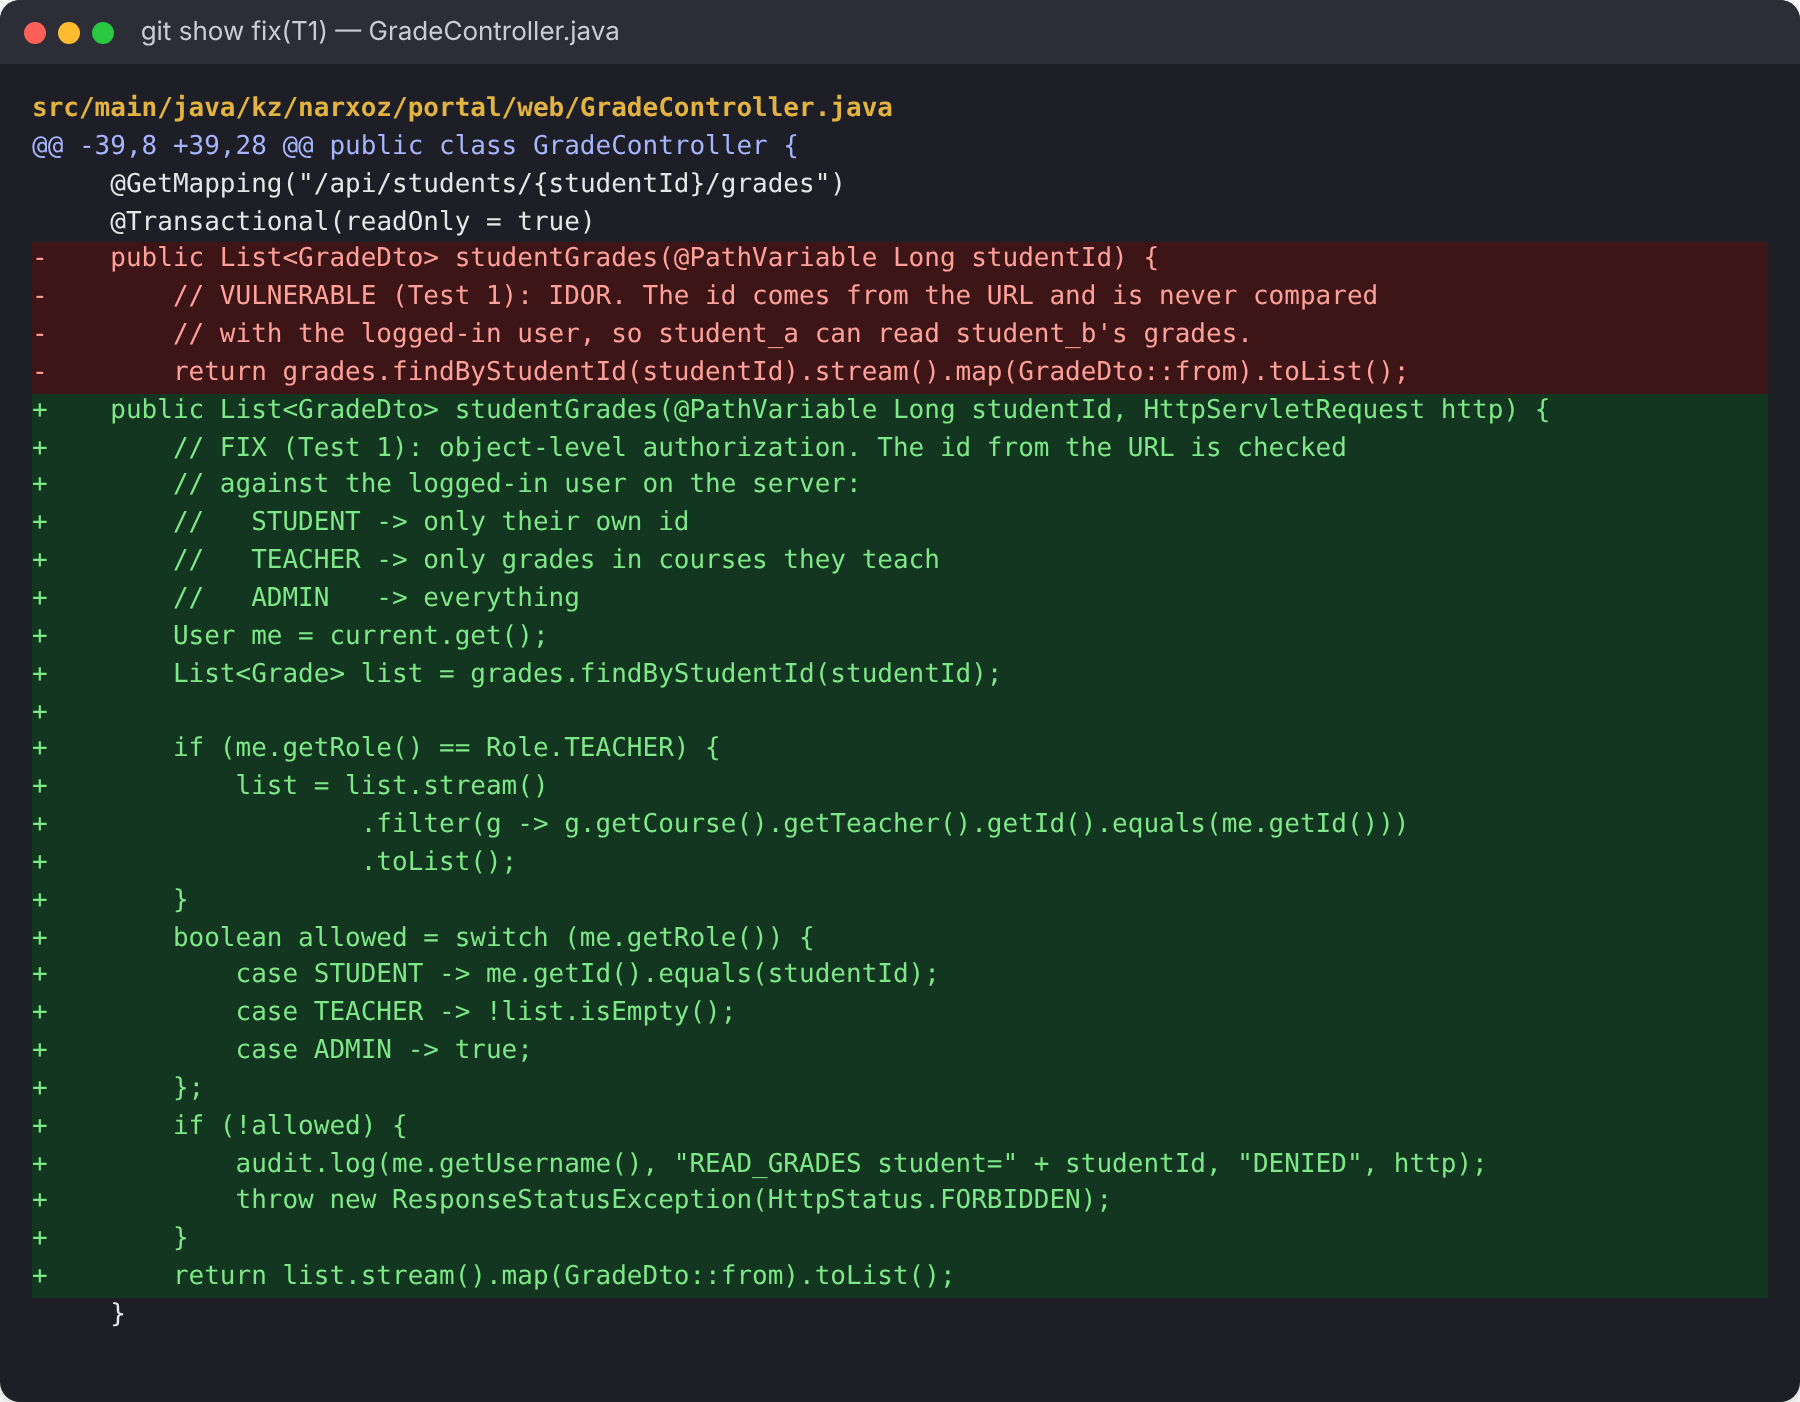 git show fix(T1) — GradeController.java
src/main/java/kz/narxoz/portal/web/GradeController.java
@@ -39,8 +39,28 @@ public class GradeController {
     @GetMapping("/api/students/{studentId}/grades")
     @Transactional(readOnly = true)
-    public List<GradeDto> studentGrades(@PathVariable Long studentId) {
-        // VULNERABLE (Test 1): IDOR. The id comes from the URL and is never compared
-        // with the logged-in user, so student_a can read student_b's grades.
-        return grades.findByStudentId(studentId).stream().map(GradeDto::from).toList();
+    public List<GradeDto> studentGrades(@PathVariable Long studentId, HttpServletRequest http) {
+        // FIX (Test 1): object-level authorization. The id from the URL is checked
+        // against the logged-in user on the server:
+        //   STUDENT -> only their own id
+        //   TEACHER -> only grades in courses they teach
+        //   ADMIN   -> everything
+        User me = current.get();
+        List<Grade> list = grades.findByStudentId(studentId);
+
+        if (me.getRole() == Role.TEACHER) {
+            list = list.stream()
+                    .filter(g -> g.getCourse().getTeacher().getId().equals(me.getId()))
+                    .toList();
+        }
+        boolean allowed = switch (me.getRole()) {
+            case STUDENT -> me.getId().equals(studentId);
+            case TEACHER -> !list.isEmpty();
+            case ADMIN -> true;
+        };
+        if (!allowed) {
+            audit.log(me.getUsername(), "READ_GRADES student=" + studentId, "DENIED", http);
+            throw new ResponseStatusException(HttpStatus.FORBIDDEN);
+        }
+        return list.stream().map(GradeDto::from).toList();
     }